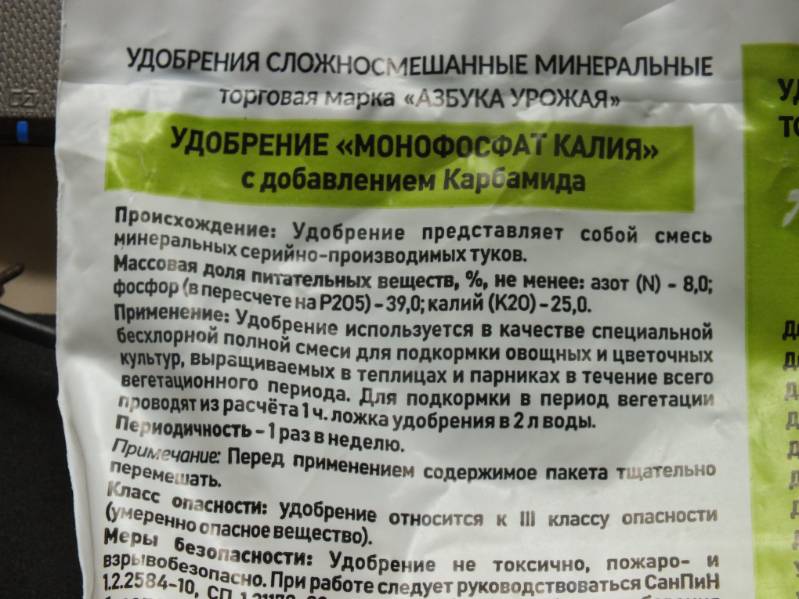 УДОБРЕНИЯ СЛОЖНОСМЕШАННЫЕ МИНЕРАЛЬНЫЕ
торговая марка «АЗБУКА УРОЖАЯ»
УДОБРЕНИЕ «МОНОФОСФАТ КАЛИЯ»
с добавлением Карбамида
Происхождение: Удобрение представляет собой смесь
минеральных серийно-производимых туков.
Массовая доля питательных веществ, %, не менее: азот (N) - 8,0;
фосфор (в пересчете на P2O5) - 39,0; калий (K2O) - 25,0.
Применение: Удобрение используется в качестве специальной
бесхлорной полной смеси для подкормки овощных и цветочных
культур, выращиваемых в теплицах и парниках в течение всего
вегетационного периода. Для подкормки в период вегетации
проводят из расчёта 1 ч. ложка удобрения в 2 л воды.
Периодичность - 1 раз в неделю.
Примечание: Перед применением содержимое пакета тщательно
перемешать.
Класс опасности: удобрение относится к III классу опасности
(умеренно опасное вещество).
Меры безопасности: Удобрение не токсично, пожаро- и
взрывобезопасно. При работе следует руководствоваться СанПиН
1.2.2584-10, СП